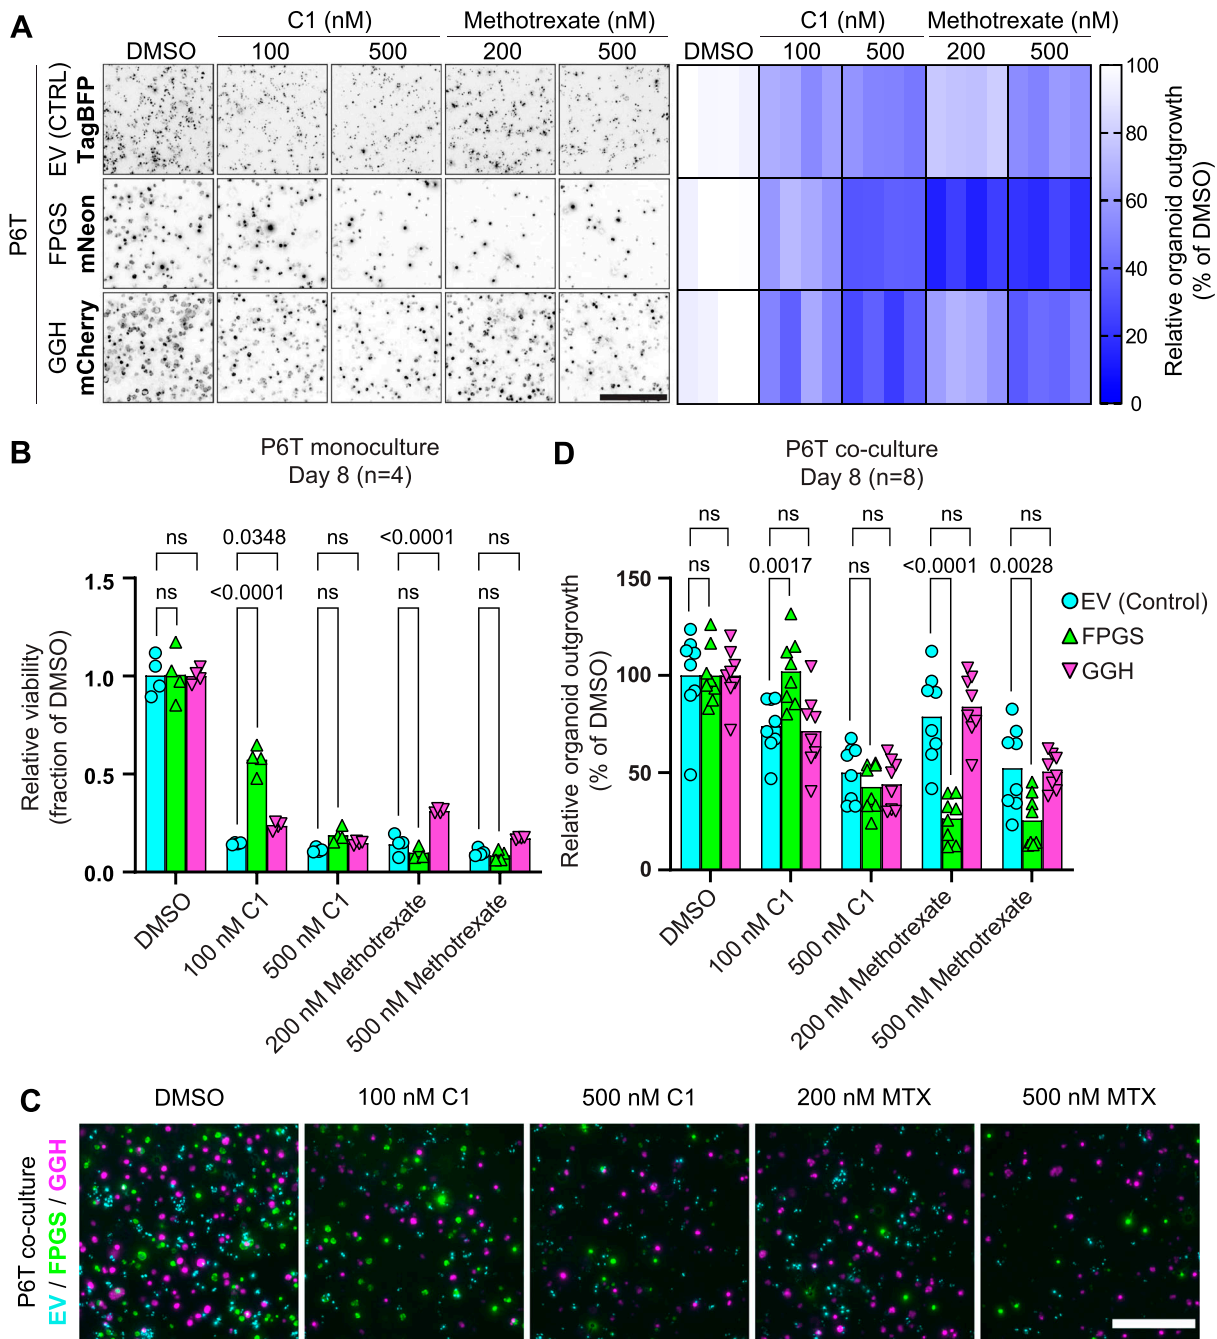 A
C1 (nM)
Methotrexate (nM)
DMSO
100
500
200
500
C1 (nM)
Methotrexate (nM)
DMSO
100
500
200
500
P6T
EV (CTRL)
TagBFP
FPGS
mNeon
GGH
mCherry
100
80
60
40
20
0
Relative organoid outgrowth
(% of DMSO)
B
P6T monoculture
Day 8 (n=4)
ns
0.0348
ns
<0.0001
ns
ns
<0.0001
ns
ns
ns
1.5
1.0
0.5
0.0
Relative viability
(fraction of DMSO)
DMSO
100 nM C1
500 nM C1
200 nM Methotrexate
500 nM Methotrexate
D
P6T co-culture
Day 8 (n=8)
ns
ns
ns
ns
ns
ns
0.0017
ns
<0.0001
0.0028
150
100
50
0
Relative organoid outgrowth
(% of DMSO)
EV (Control)
FPGS
GGH
DMSO
100 nM C1
500 nM C1
200 nM Methotrexate
500 nM Methotrexate
C
DMSO
100 nM C1
500 nM C1
200 nM MTX
500 nM MTX
P6T co-culture
EV / FPGS / GGH